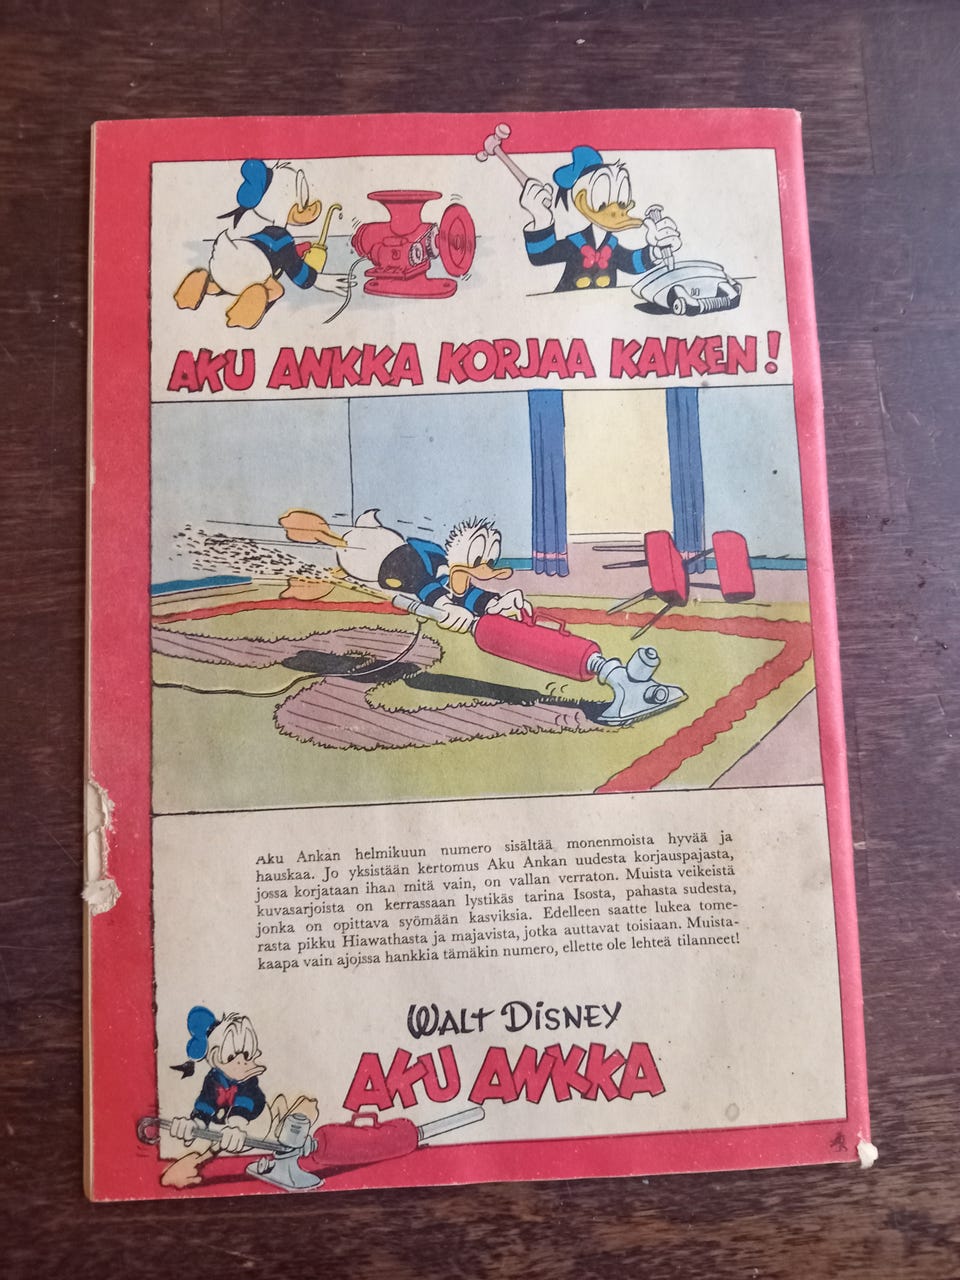 AKU ANKKA KORJAA KAIKEN!
Aku Ankan helmikuun numero sisältää monenmoista hyvää ja
hauskaa. Jo yksistään kertomus Aku Ankan uudesta korjauspajasta,
jossa korjataan ihan mitä vain, on vallan verraton. Muista veikeistä
kuvasarjoista on kerrassaan lystikäs tarina Isosta, pahasta sudesta,
jonka on opittava syömään kasviksia. Edelleen saatte lukea tome-
rasta pikku Hiawathasta ja majavista, jotka auttavat toisiaan. Muista-
kaapa vain ajoissa hankkia tämäkin numero, ellette ole lehteä tilanneet!
WALT DISNEY
AKU ANKKA